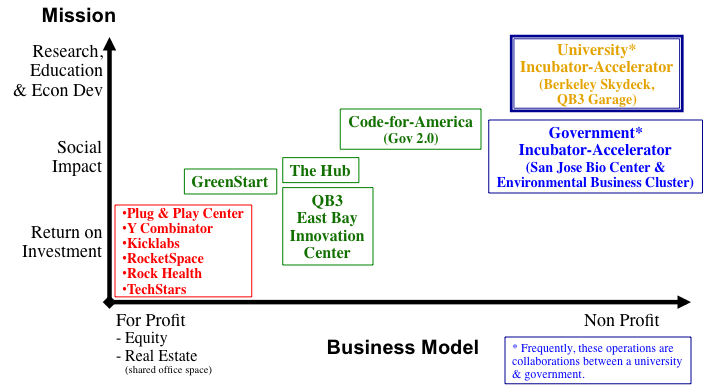 Mission
Research,
Education
& Econ Dev
Social
Impact
Return on
Investment
University*
Incubator-Accelerator
(Berkeley Skydeck,
QB3 Garage)
Code-for-America
(Gov 2.0)
Government*
Incubator-Accelerator
(San Jose Bio Center &
Environmental Business Cluster)
GreenStart
The Hub
QB3
East Bay
Innovation
Center
•Plug & Play Center
•Y Combinator
•Kicklabs
•RocketSpace
•Rock Health
•TechStars
For Profit
- Equity
- Real Estate
(shared office space)
Business Model
Non Profit
* Frequently, these operations are
collaborations between a university
& government.